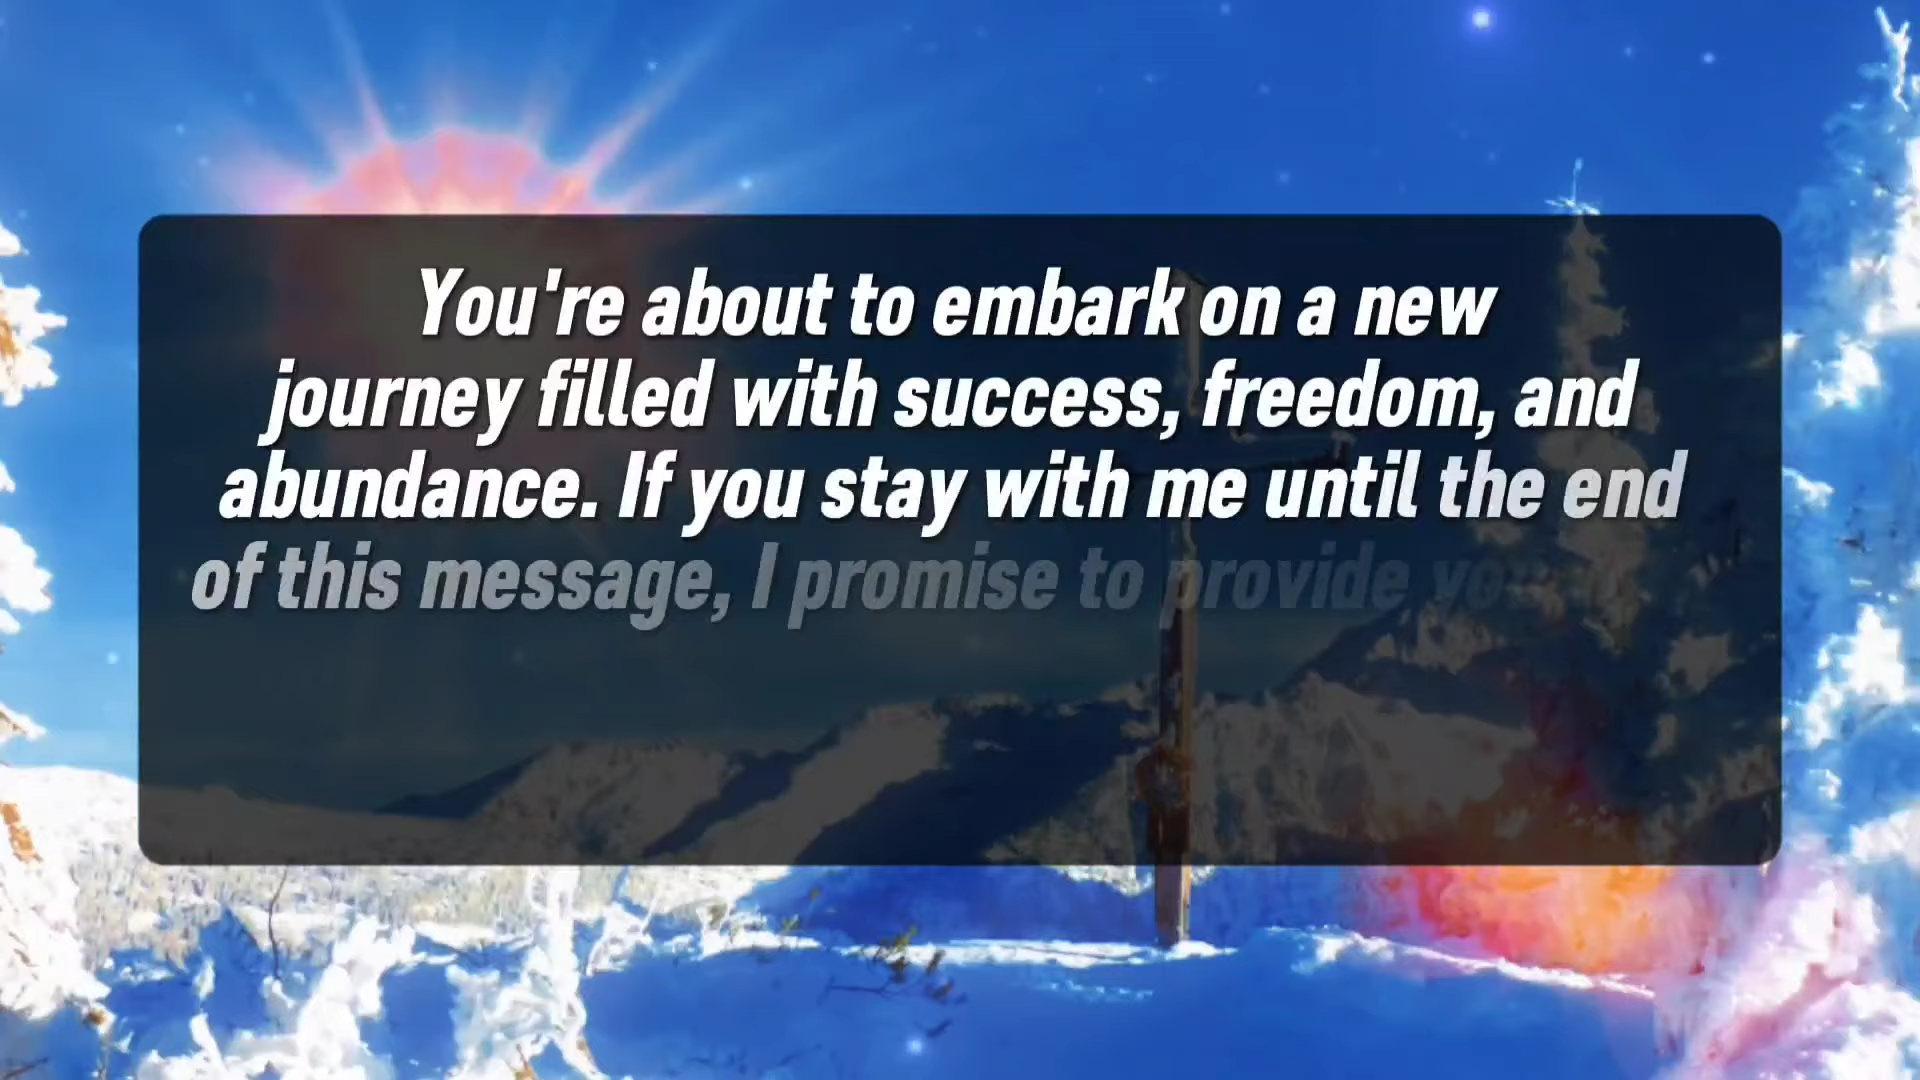 You're about to embark on a new
journey filled with success, freedom, and
abundance. If you stay with me until the end
of this message, I promise to provide